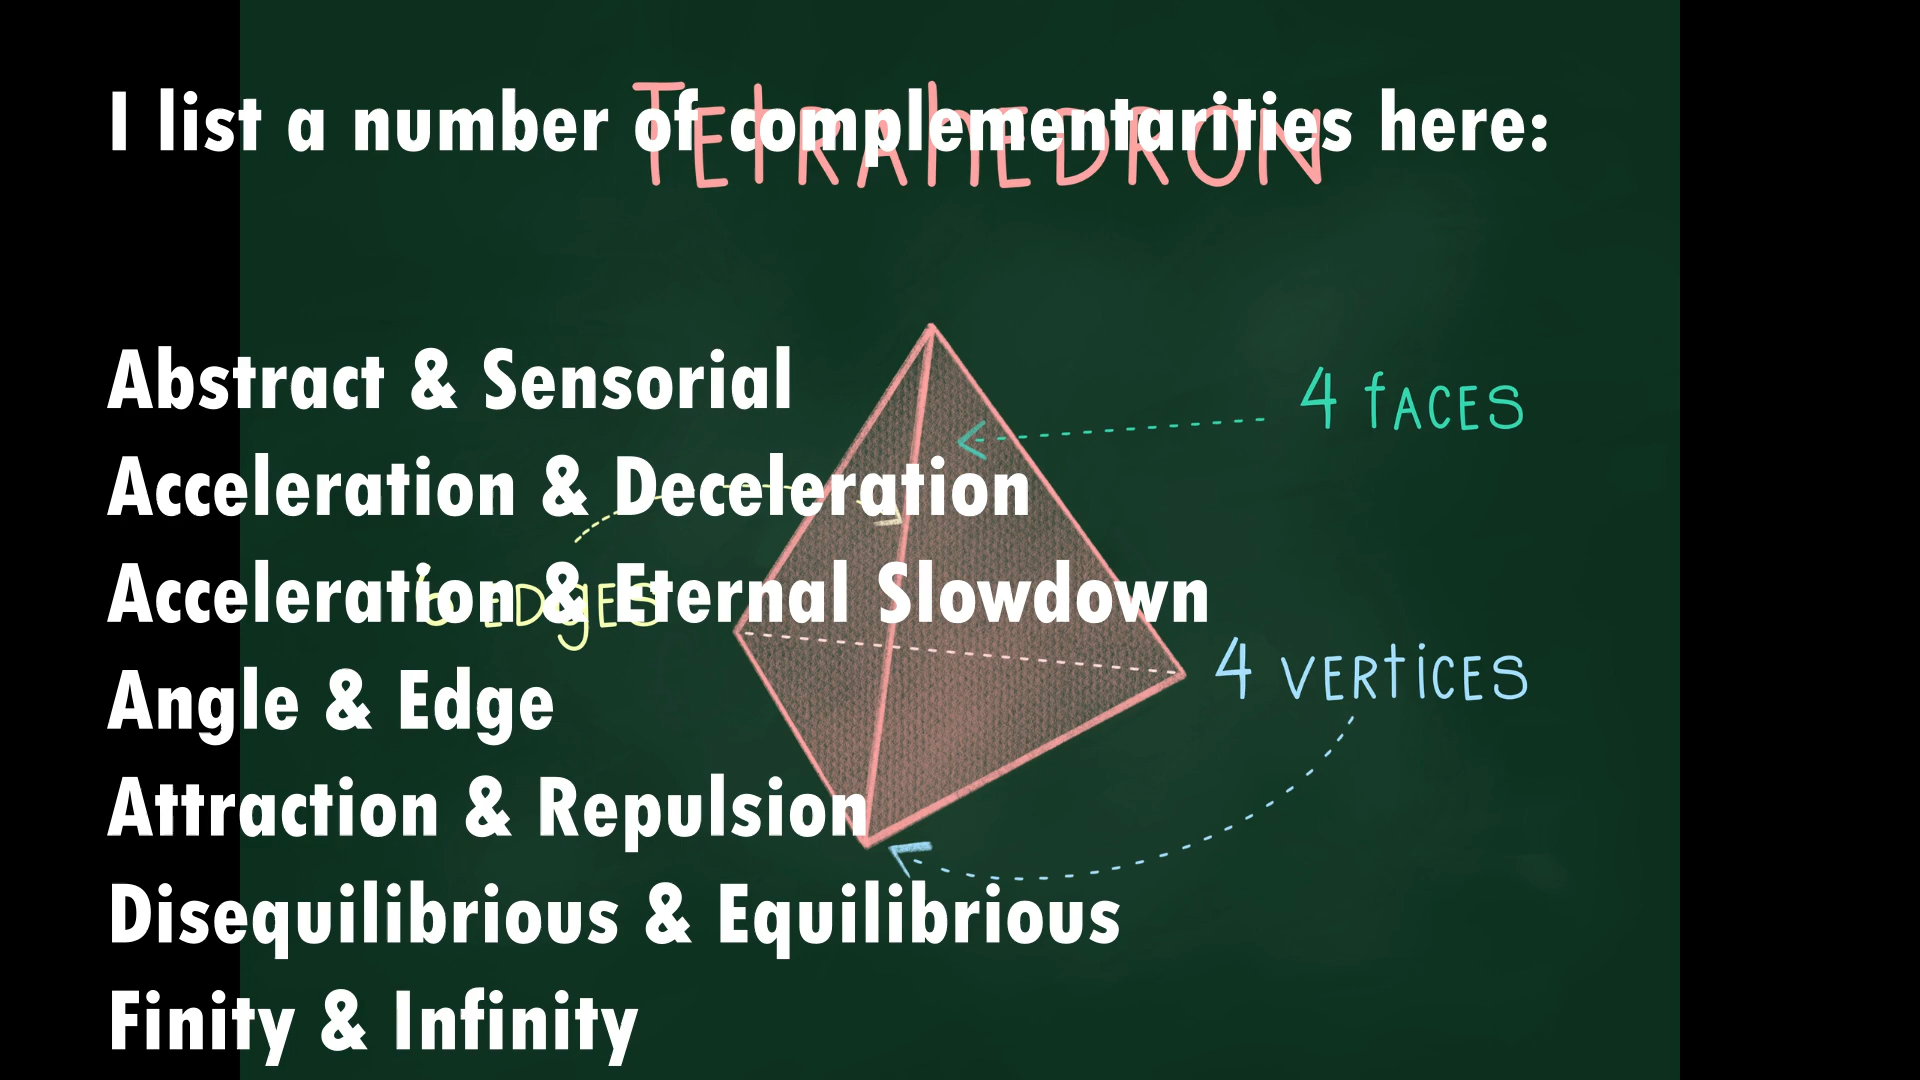 I list a number of complementarities here:
TETRAHEDRON
Abstract & Sensorial
4 FACES
Acceleration & Deceleration
Acceleration & Eternal Slowdown
6 EDgES
Angle & Edge
4 VERtiCES
Attraction & Repulsion
Disequilibrious & Equilibrious
Finity & Infinity